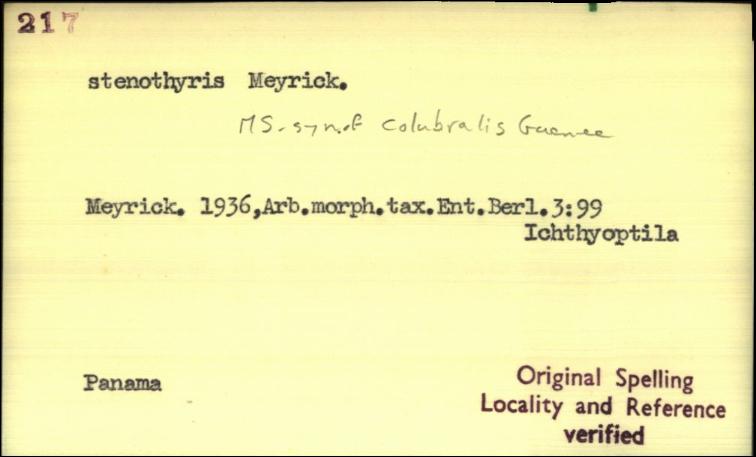 217
stenothyris Meyrick.
MS. syn. of colubralis Guenee
Meyrick. 1936,Arb.morph.tax.Ent.Berl.3:99
Ichthyoptila
Panama
Original Spelling
Locality and Reference
verified